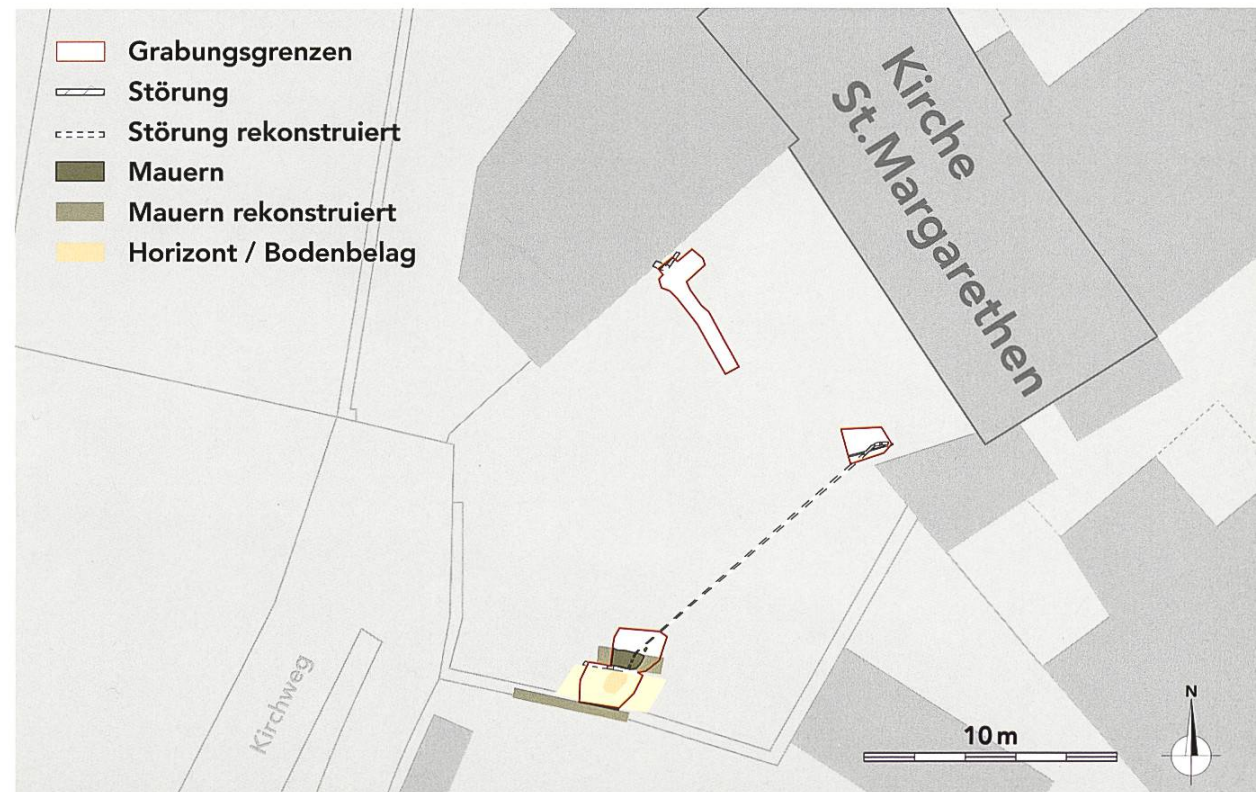 Grabungsgrenzen
Störung
Störung rekonstruiert
Mauern
Mauern rekonstruiert
Horizont / Bodenbelag
Kirche
St.Margarethen
Kirchweg
10 m
N